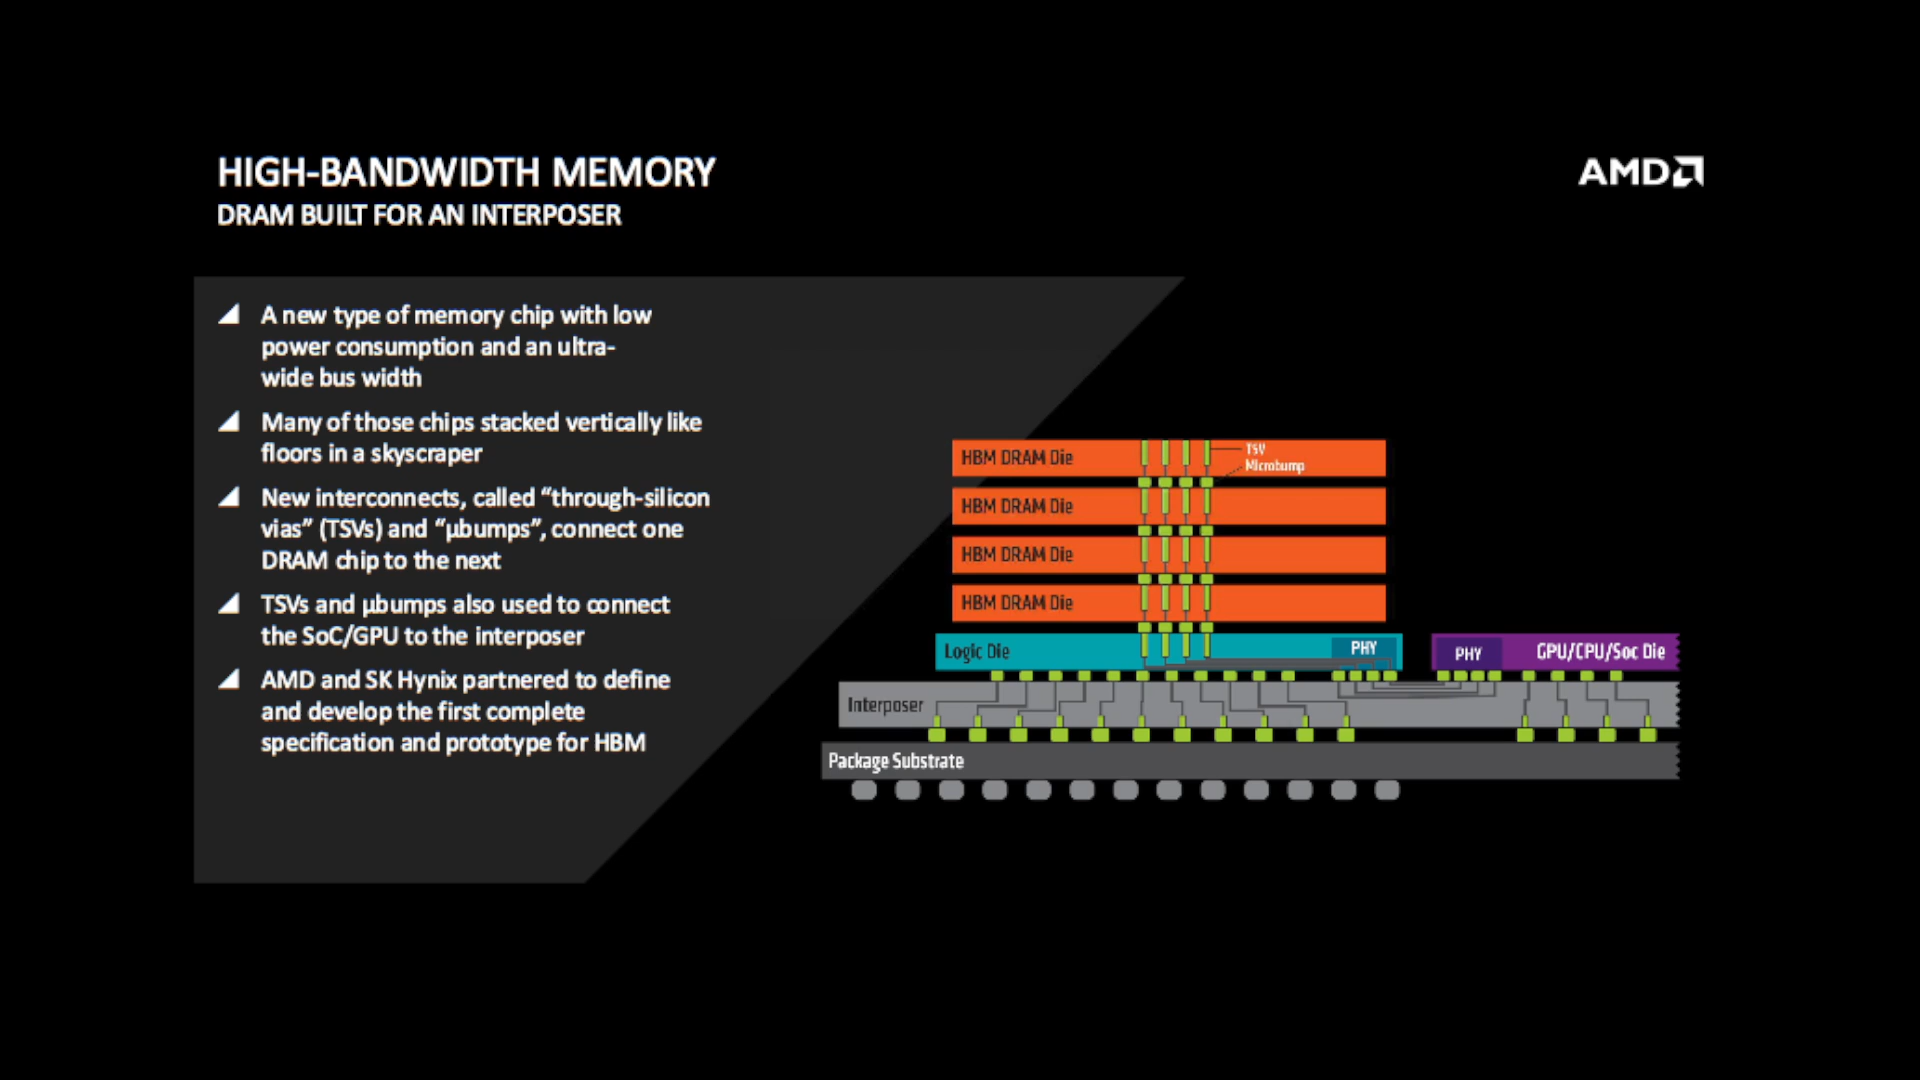 HIGH-BANDWIDTH MEMORY
DRAM BUILT FOR AN INTERPOSER
AMD
A new type of memory chip with low
power consumption and an ultra-
wide bus width
Many of those chips stacked vertically like
floors in a skyscraper
New interconnects, called “through-silicon
vias” (TSVs) and “μbumps”, connect one
DRAM chip to the next
TSVs and μbumps also used to connect
the SoC/GPU to the interposer
AMD and SK Hynix partnered to define
and develop the first complete
specification and prototype for HBM
HBM DRAM Die
TSV
Microbump
HBM DRAM Die
HBM DRAM Die
HBM DRAM Die
Logic Die
PHY
PHY
GPU/CPU/Soc Die
Interposer
Package Substrate